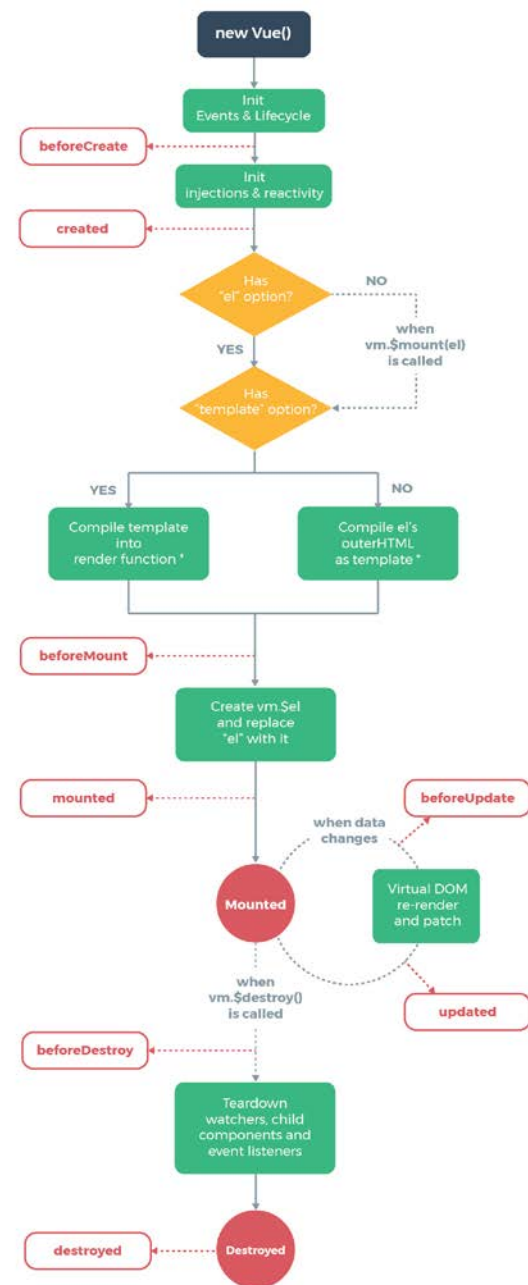 new Vue()
Init
Events & Lifecycle
beforeCreate
Init
injections & reactivity
created
Has
"el" option?
NO
when
vm.$mount(el)
is called
YES
Has
"template" option?
YES
NO
Compile template
into
render function *
Compile el's
outerHTML
as template *
beforeMount
Create vm.$el
and replace
"el" with it
mounted
beforeUpdate
when data
changes
Mounted
Virtual DOM
re-render
and patch
when
vm.$destroy()
is called
updated
beforeDestroy
Teardown
watchers, child
components and
event listeners
destroyed
Destroyed